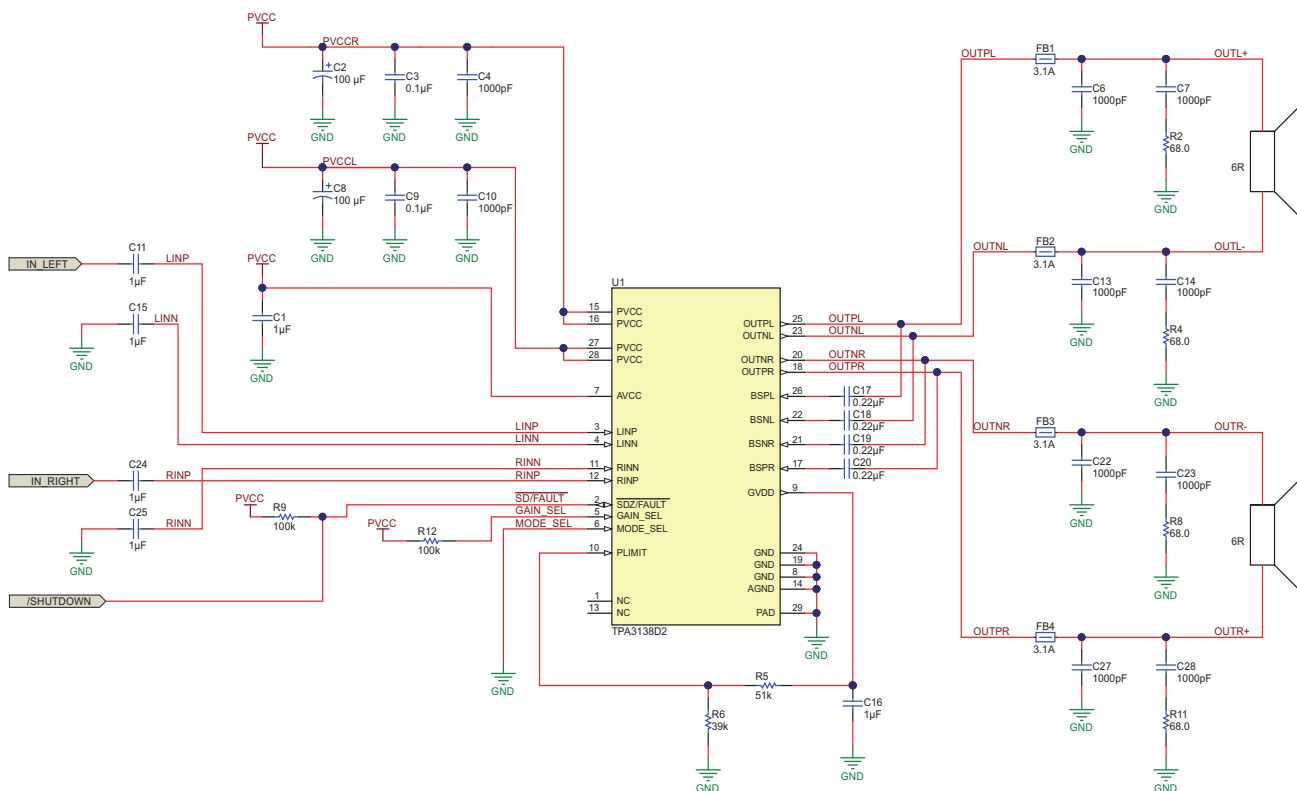 PVCC
PVCCR
C2
100 µF
C3
0.1µF
C4
1000pF
GND
GND
GND
PVCC
PVCCL
C8
100 µF
C9
0.1µF
C10
1000pF
GND
GND
GND
IN_LEFT
C11
1µF
LINP
C15
1µF
LINN
GND
PVCC
C1
1µF
GND
IN_RIGHT
C24
1µF
RINP
C25
1µF
RINN
GND
PVCC
R9
100k
PVCC
R12
100k
/SHUTDOWN
LINP
LINN
RINN
RINP
SD/FAULT
GAIN_SEL
MODE_SEL
GND
U1
15 PVCC
16 PVCC
27 PVCC
28 PVCC
7 AVCC
3 LINP
4 LINN
11 RINN
12 RINP
2 SDZ/FAULT
5 GAIN_SEL
6 MODE_SEL
10 PLIMIT
1 NC
13 NC
OUTPL 25 OUTPL
OUTNL 23 OUTNL
OUTNR 20 OUTNR
OUTPR 18 OUTPR
BSPL 26
BSNL 22
BSNR 21
BSPR 17
GVDD 9
GND 24
GND 19
GND 8
AGND 14
PAD 29
TPA3138D2
GND
C17
0.22µF
C18
0.22µF
C19
0.22µF
C20
0.22µF
R5
51k
R6
39k
C16
1µF
GND
GND
OUTPL
FB1
3.1A
OUTL+
C6
1000pF
C7
1000pF
R2
68.0
GND
GND
6R
OUTNL
FB2
3.1A
OUTL-
C13
1000pF
C14
1000pF
R4
68.0
GND
GND
OUTNR
FB3
3.1A
OUTR-
C22
1000pF
C23
1000pF
R8
68.0
GND
GND
6R
OUTPR
FB4
3.1A
OUTR+
C27
1000pF
C28
1000pF
R11
68.0
GND
GND